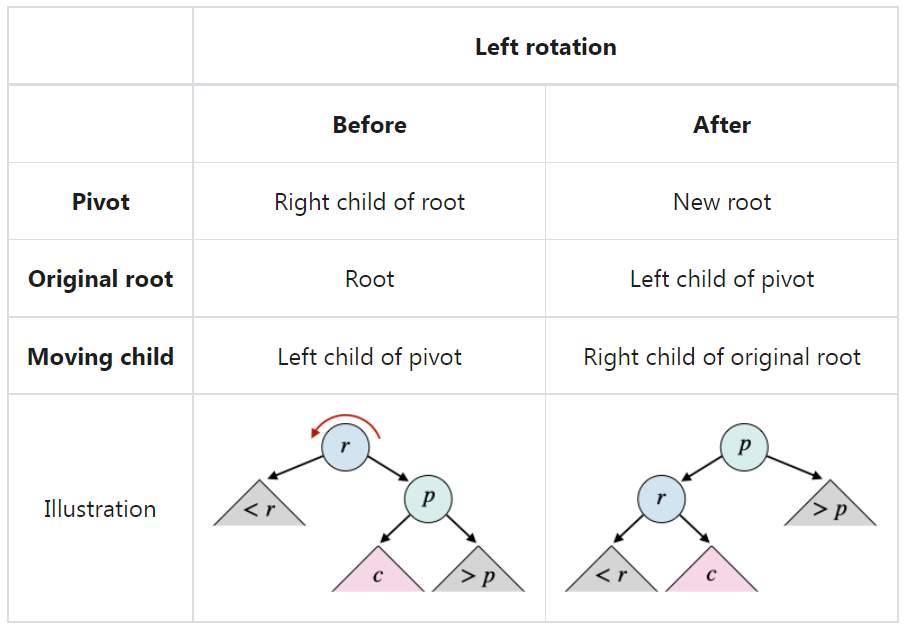 Left rotation
Before After
Pivot Right child of root New root
Original root Root Left child of pivot
Moving child Left child of pivot Right child of original root
Illustration
r
< r
p
c
> p
p
r
> p
< r
c